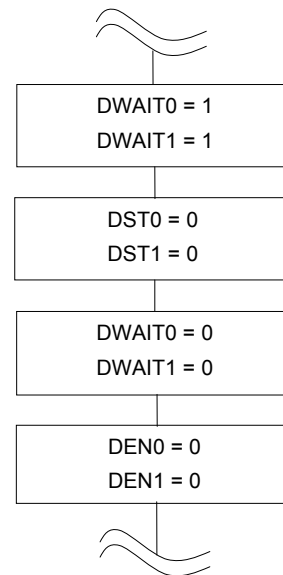 DWAIT0 = 1
DWAIT1 = 1
DST0 = 0
DST1 = 0
DWAIT0 = 0
DWAIT1 = 0
DEN0 = 0
DEN1 = 0